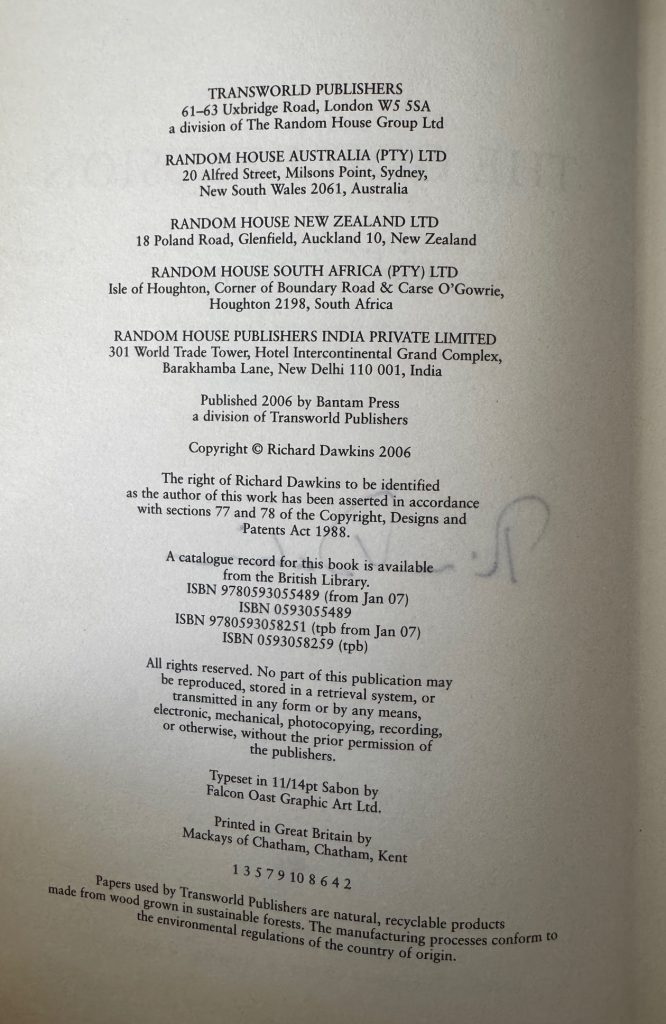 TRANSWORLD PUBLISHERS
61–63 Uxbridge Road, London W5 5SA
a division of The Random House Group Ltd
RANDOM HOUSE AUSTRALIA (PTY) LTD
20 Alfred Street, Milsons Point, Sydney,
New South Wales 2061, Australia
RANDOM HOUSE NEW ZEALAND LTD
18 Poland Road, Glenfield, Auckland 10, New Zealand
RANDOM HOUSE SOUTH AFRICA (PTY) LTD
Isle of Houghton, Corner of Boundary Road & Carse O'Gowrie,
Houghton 2198, South Africa
RANDOM HOUSE PUBLISHERS INDIA PRIVATE LIMITED
301 World Trade Tower, Hotel Intercontinental Grand Complex,
Barakhamba Lane, New Delhi 110 001, India
Published 2006 by Bantam Press
a division of Transworld Publishers
Copyright © Richard Dawkins 2006
The right of Richard Dawkins to be identified
as the author of this work has been asserted in accordance
with sections 77 and 78 of the Copyright, Designs and
Patents Act 1988.
A catalogue record for this book is available
from the British Library.
ISBN 9780593055489 (from Jan 07)
ISBN 0593055489
ISBN 9780593058251 (tpb from Jan 07)
ISBN 0593058259 (tpb)
All rights reserved. No part of this publication may
be reproduced, stored in a retrieval system, or
transmitted in any form or by any means,
electronic, mechanical, photocopying, recording,
or otherwise, without the prior permission of
the publishers.
Typeset in 11/14pt Sabon by
Falcon Oast Graphic Art Ltd.
Printed in Great Britain by
Mackays of Chatham, Chatham, Kent
1 3 5 7 9 10 8 6 4 2
Papers used by Transworld Publishers are natural, recyclable products
made from wood grown in sustainable forests. The manufacturing processes conform to
the environmental regulations of the country of origin.